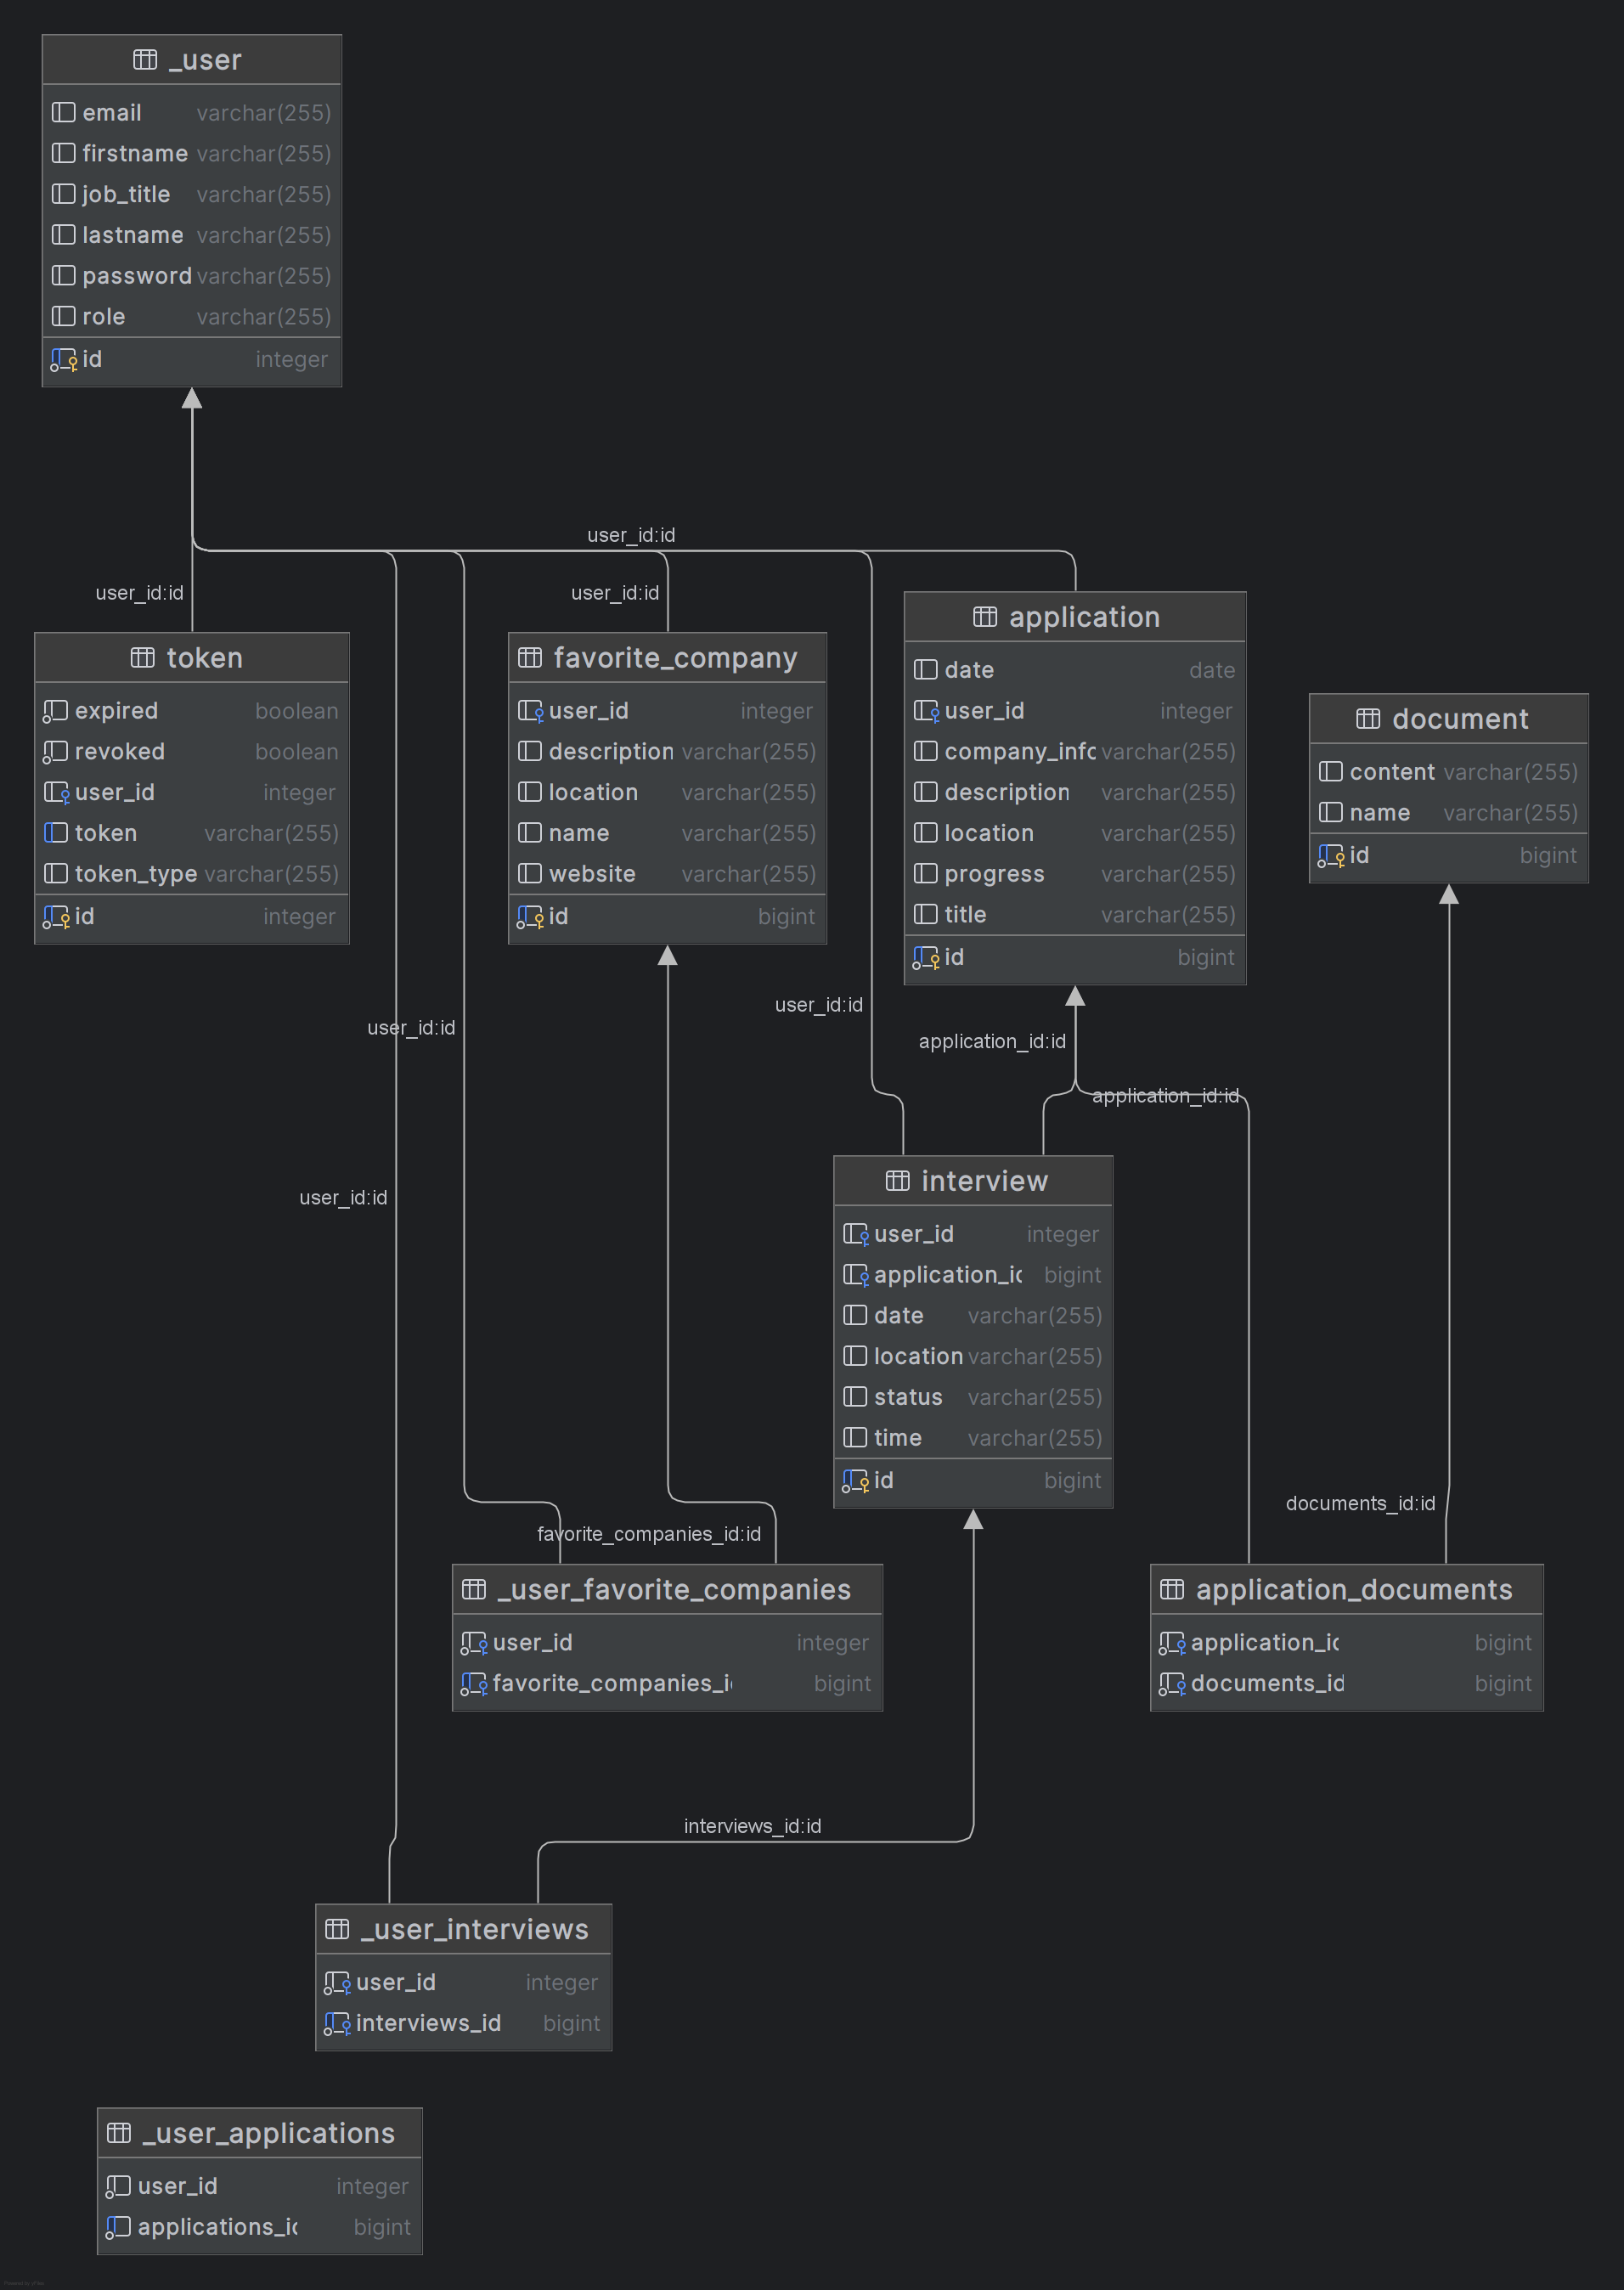 _user
email varchar(255)
firstname varchar(255)
job_title varchar(255)
lastname varchar(255)
password varchar(255)
role varchar(255)
id integer
user_id:id
user_id:id
user_id:id
token
expired boolean
revoked boolean
user_id integer
token varchar(255)
token_type varchar(255)
id integer
favorite_company
user_id integer
description varchar(255)
location varchar(255)
name varchar(255)
website varchar(255)
id bigint
application
date date
user_id integer
company_info varchar(255)
description varchar(255)
location varchar(255)
progress varchar(255)
title varchar(255)
id bigint
document
content varchar(255)
name varchar(255)
id bigint
user_id:id
user_id:id
application_id:id
application_id:id
user_id:id
interview
user_id integer
application_id bigint
date varchar(255)
location varchar(255)
status varchar(255)
time varchar(255)
id bigint
documents_id:id
favorite_companies_id:id
_user_favorite_companies
user_id integer
favorite_companies_i bigint
application_documents
application_id bigint
documents_id bigint
interviews_id:id
_user_interviews
user_id integer
interviews_id bigint
_user_applications
user_id integer
applications_id bigint